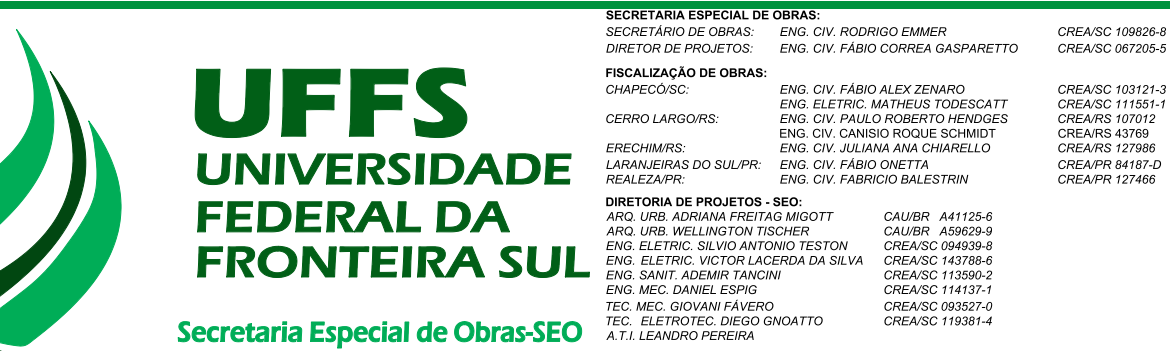 UFFS
UNIVERSIDADE
FEDERAL DA
FRONTEIRA SUL
Secretaria Especial de Obras-SEO
SECRETARIA ESPECIAL DE OBRAS:
SECRETÁRIO DE OBRAS: ENG. CIV. RODRIGO EMMER CREA/SC 109826-8
DIRETOR DE PROJETOS: ENG. CIV. FÁBIO CORREA GASPARETTO CREA/SC 067205-5
FISCALIZAÇÃO DE OBRAS:
CHAPECÓ/SC: ENG. CIV. FÁBIO ALEX ZENARO CREA/SC 103121-3
ENG. ELETRIC. MATHEUS TODESCATT CREA/SC 111551-1
CERRO LARGO/RS: ENG. CIV. PAULO ROBERTO HENDGES CREA/RS 107012
ENG. CIV. CANISIO ROQUE SCHMIDT CREA/RS 43769
ERECHIM/RS: ENG. CIV. JULIANA ANA CHIARELLO CREA/RS 127986
LARANJEIRAS DO SUL/PR: ENG. CIV. FÁBIO ONETTA CREA/PR 84187-D
REALEZA/PR: ENG. CIV. FABRICIO BALESTRIN CREA/PR 127466
DIRETORIA DE PROJETOS - SEO:
ARQ. URB. ADRIANA FREITAG MIGOTT CAU/BR A41125-6
ARQ. URB. WELLINGTON TISCHER CAU/BR A59629-9
ENG. ELETRIC. SILVIO ANTONIO TESTON CREA/SC 094939-8
ENG. ELETRIC. VICTOR LACERDA DA SILVA CREA/SC 143788-6
ENG. SANIT. ADEMIR TANCINI CREA/SC 113590-2
ENG. MEC. DANIEL ESPIG CREA/SC 114137-1
TEC. MEC. GIOVANI FÁVERO CREA/SC 093527-0
TEC. ELETROTEC. DIEGO GNOATTO CREA/SC 119381-4
A.T.I. LEANDRO PEREIRA